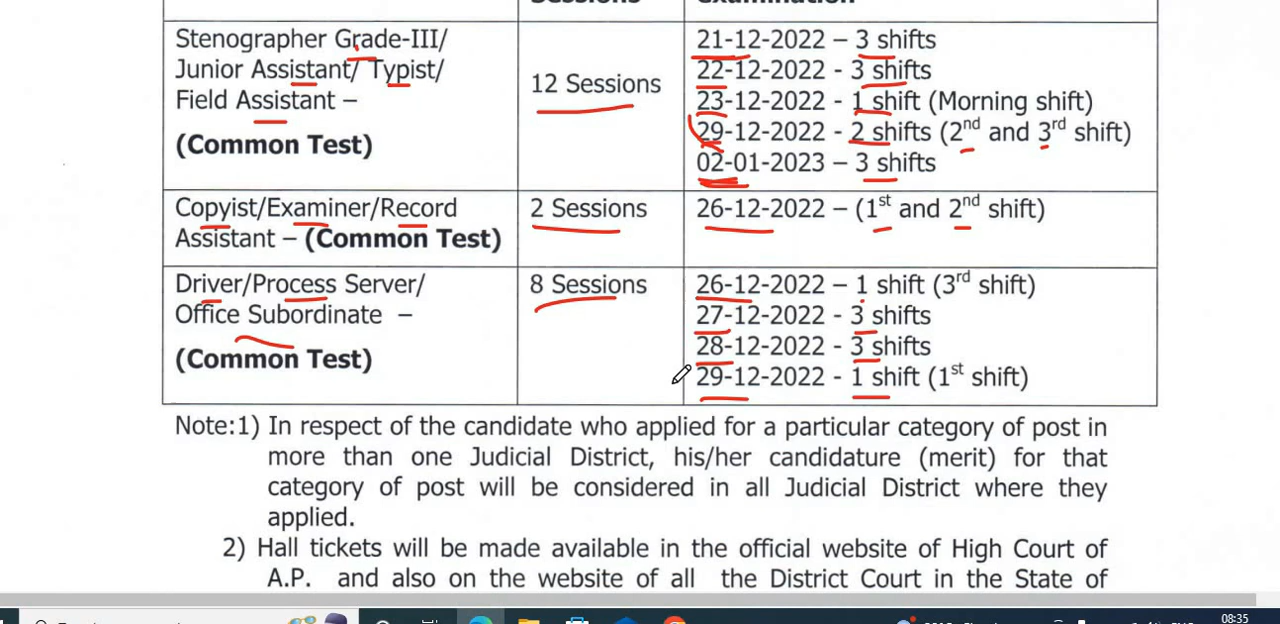 Sessions
Examination
Stenographer Grade-III/
Junior Assistant/ Typist/
Field Assistant –
(Common Test)
12 Sessions
21-12-2022 – 3 shifts
22-12-2022 - 3 shifts
23-12-2022 - 1 shift (Morning shift)
29-12-2022 - 2 shifts (2nd and 3rd shift)
02-01-2023 – 3 shifts
Copyist/Examiner/Record
Assistant – (Common Test)
2 Sessions
26-12-2022 – (1st and 2nd shift)
Driver/Process Server/
Office Subordinate –
(Common Test)
8 Sessions
26-12-2022 – 1 shift (3rd shift)
27-12-2022 - 3 shifts
28-12-2022 - 3 shifts
29-12-2022 - 1 shift (1st shift)
Note:1) In respect of the candidate who applied for a particular category of post in
more than one Judicial District, his/her candidature (merit) for that
category of post will be considered in all Judicial District where they
applied.
2) Hall tickets will be made available in the official website of High Court of
A.P. and also on the website of all the District Court in the State of
08:35